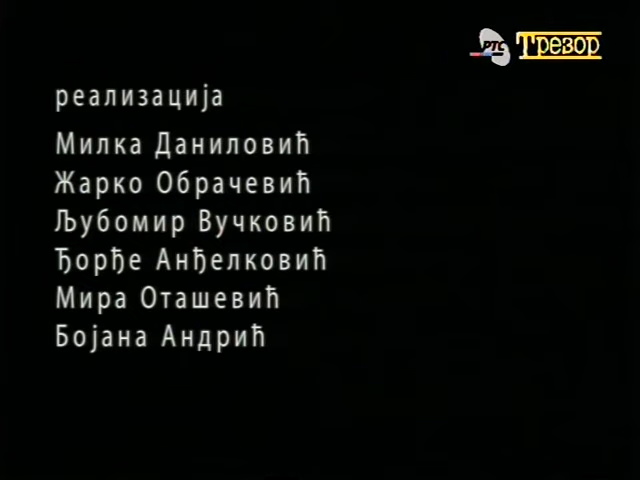 РТС Трезор
реализација
Милка Даниловић
Жарко Обрачевић
Љубомир Вучковић
Ђорђе Анђелковић
Мира Оташевић
Бојана Андрић